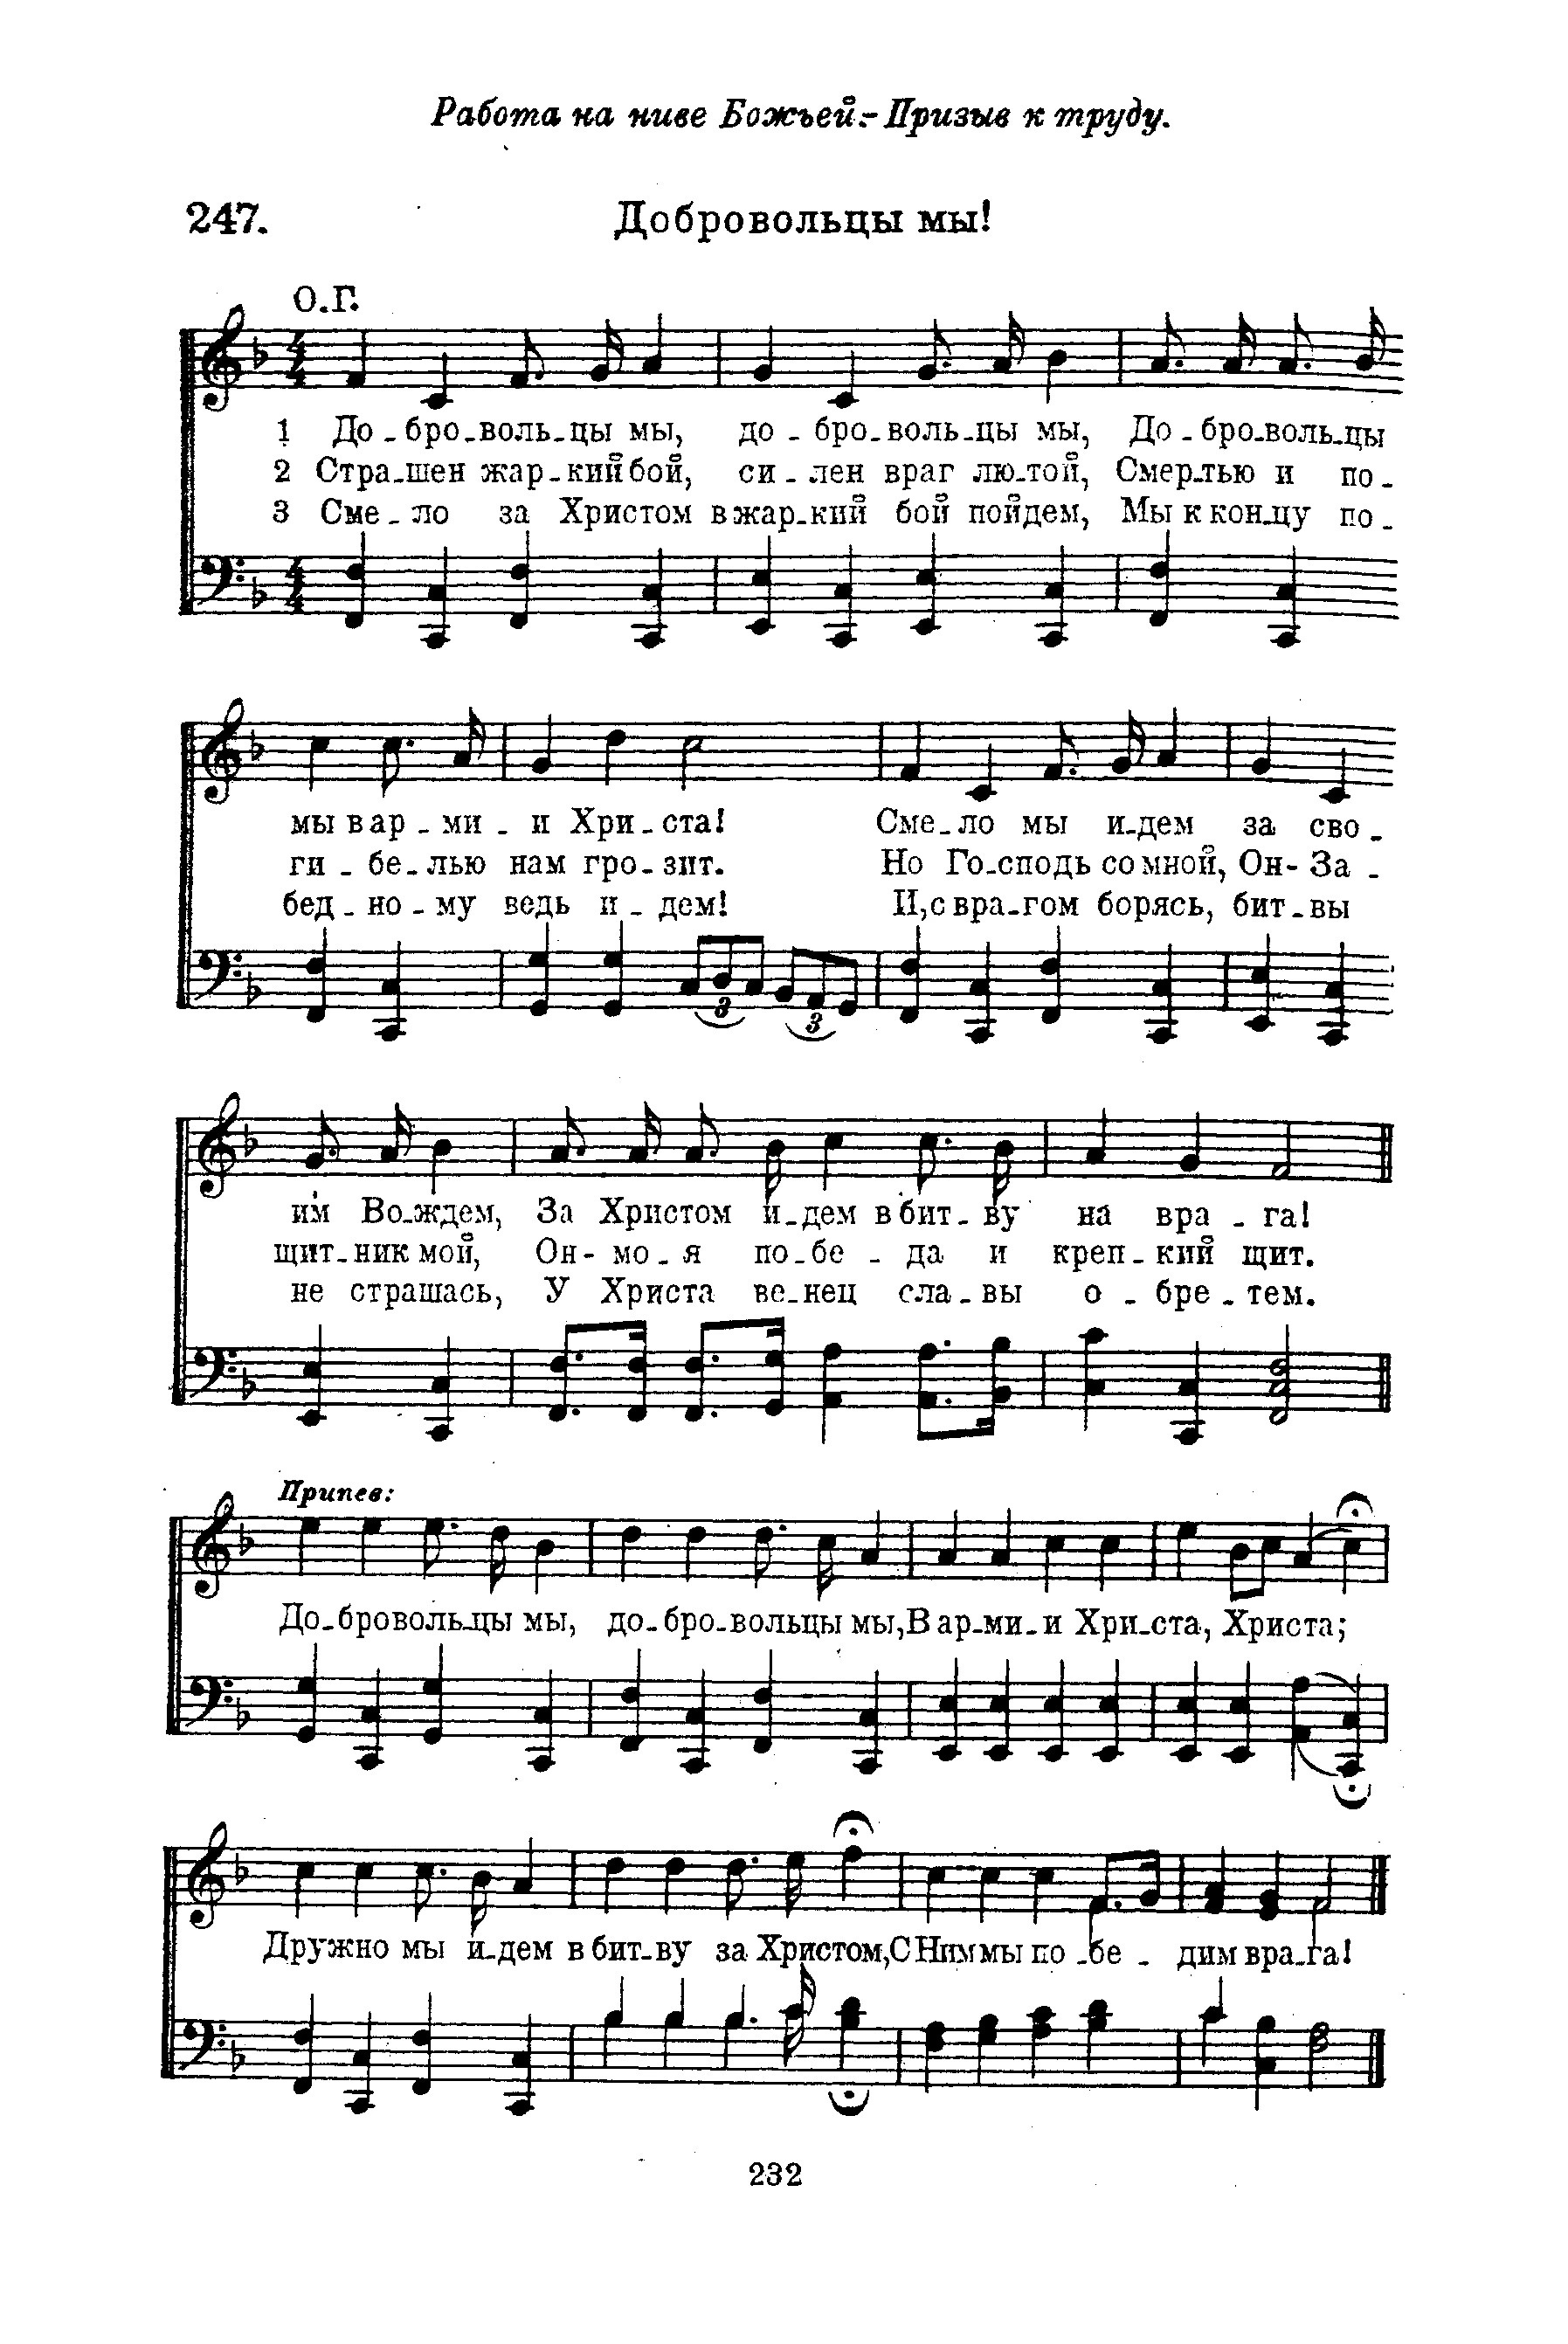 Работа на ниве Божьей.- Призыв к труду.
247. Добровольцы мы!
О.Г.
1 До - бро-воль-цы мы, до - бро-воль-цы мы, До - бро-воль-цы
2 Стра-шен жар-кий бой, си - лен враг лю-той, Смер-тью и по -
3 Сме - ло за Христом в жар-кий бой пойдем, Мы к кон-цу по -
мы в ар - ми - и Хри - ста! Сме - ло мы и-дем за сво -
ги - бе - лью нам гро - зит. Но Го-сподь со мной, Он- За -
бед - но - му ведь и - дем! И, с вра-гом борясь, бит - вы
3 3
им Во-ждем, За Христом и-дем в бит - ву на вра - га!
щит-ник мой, Он- мо - я по-бе - да и креп - кий щит.
не страшась, У Христа ве-нец сла - вы о - бре - тем.
Припев:
До-бровольцы мы, до-бро-вольцы мы, В ар-ми-и Хри-ста, Христа;
Дружно мы и-дем в бит-ву за Христом, С Ним мы по - бе - дим вра-га!
232